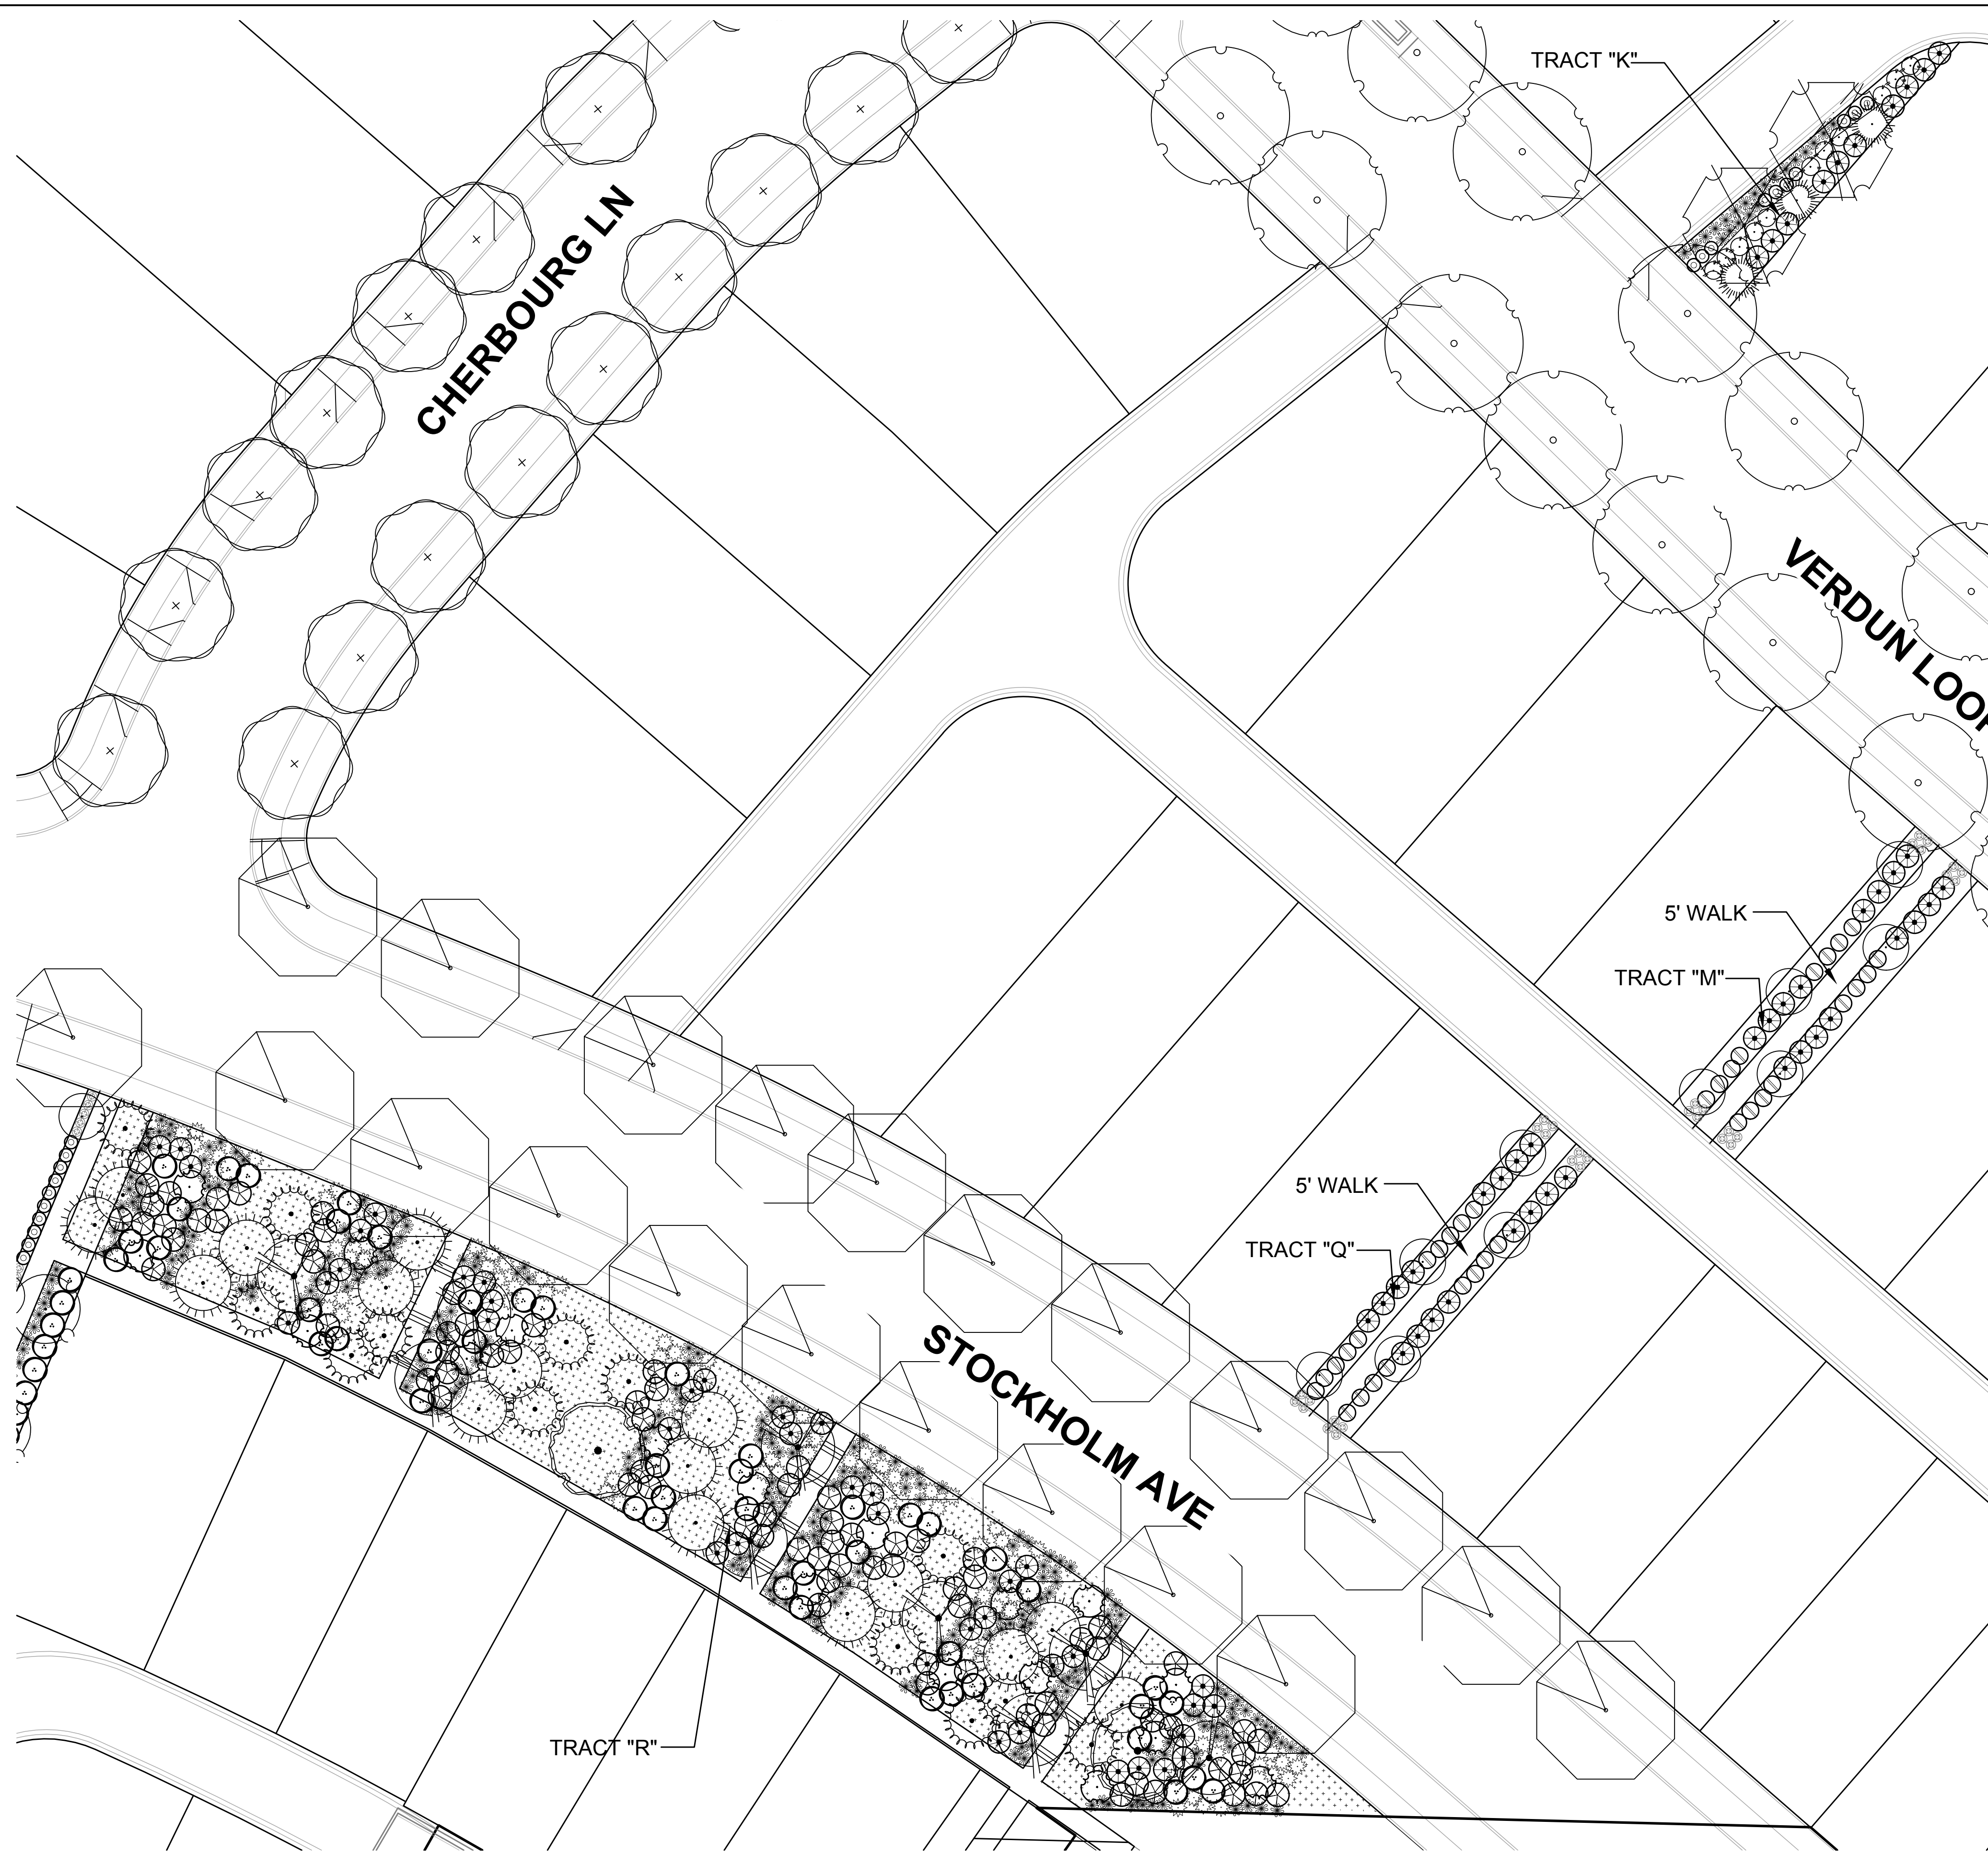 TRACT "K"
CHERBOURG LN
VERDUN LOOP
5' WALK
TRACT "M"
5' WALK
TRACT "Q"
STOCKHOLM AVE
TRACT "R"